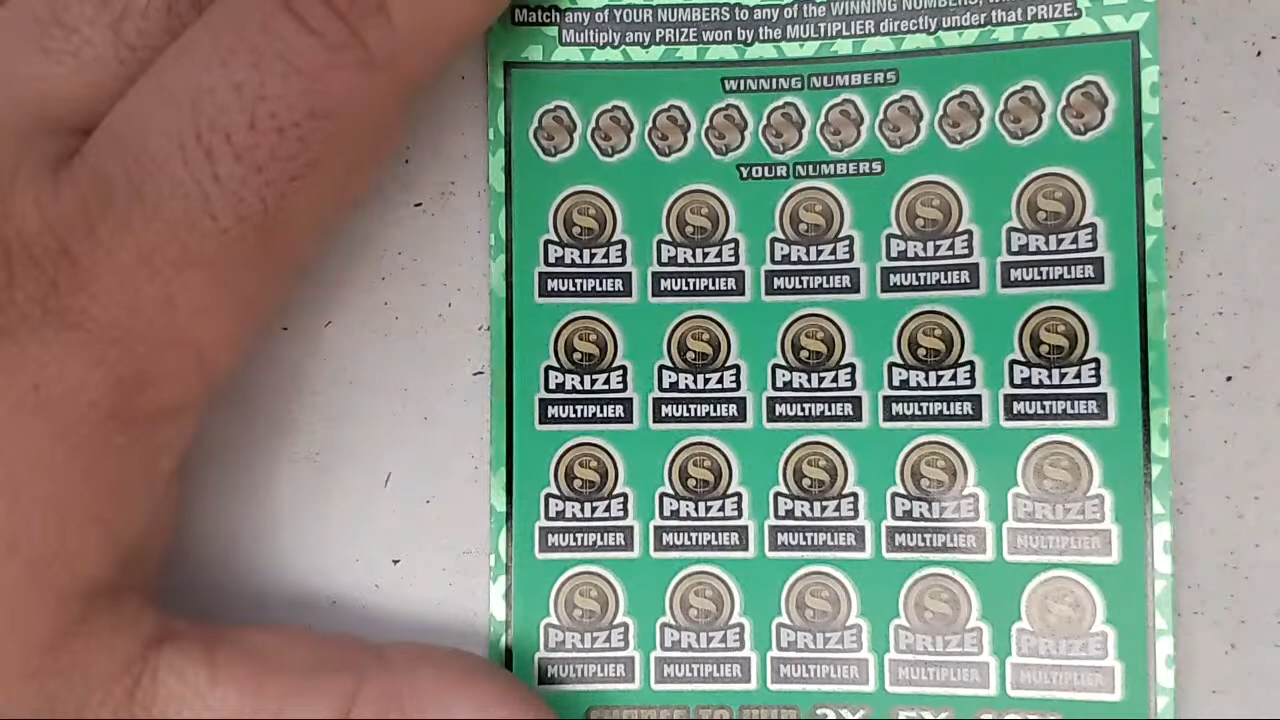 Match any of YOUR NUMBERS to any of the WINNING NUMBERS,
Multiply any PRIZE won by the MULTIPLIER directly under that PRIZE.
WINNING NUMBERS
$ $ $ $ $ $ $ $ $ $
YOUR NUMBERS
$ $ $ $ $
PRIZE PRIZE PRIZE PRIZE PRIZE
MULTIPLIER MULTIPLIER MULTIPLIER MULTIPLIER MULTIPLIER
$ $ $ $ $
PRIZE PRIZE PRIZE PRIZE PRIZE
MULTIPLIER MULTIPLIER MULTIPLIER MULTIPLIER MULTIPLIER
$ $ $ $ $
PRIZE PRIZE PRIZE PRIZE PRIZE
MULTIPLIER MULTIPLIER MULTIPLIER MULTIPLIER MULTIPLIER
$ $ $ $ $
PRIZE PRIZE PRIZE PRIZE PRIZE
MULTIPLIER MULTIPLIER MULTIPLIER MULTIPLIER MULTIPLIER